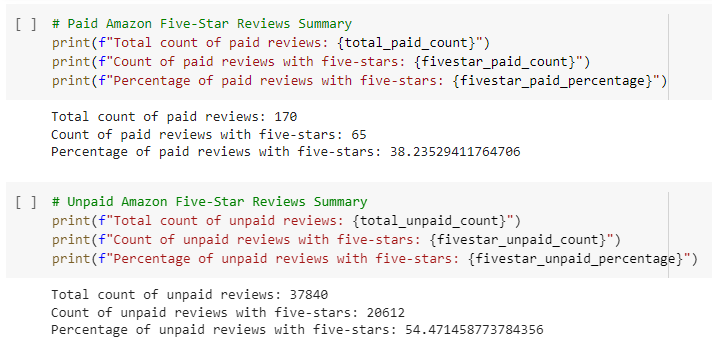 [ ] # Paid Amazon Five-Star Reviews Summary
print(f"Total count of paid reviews: {total_paid_count}")
print(f"Count of paid reviews with five-stars: {fivestar_paid_count}")
print(f"Percentage of paid reviews with five-stars: {fivestar_paid_percentage}")
Total count of paid reviews: 170
Count of paid reviews with five-stars: 65
Percentage of paid reviews with five-stars: 38.23529411764706
[ ] # Unpaid Amazon Five-Star Reviews Summary
print(f"Total count of unpaid reviews: {total_unpaid_count}")
print(f"Count of unpaid reviews with five-stars: {fivestar_unpaid_count}")
print(f"Percentage of unpaid reviews with five-stars: {fivestar_unpaid_percentage}")
Total count of unpaid reviews: 37840
Count of unpaid reviews with five-stars: 20612
Percentage of unpaid reviews with five-stars: 54.471458773784356